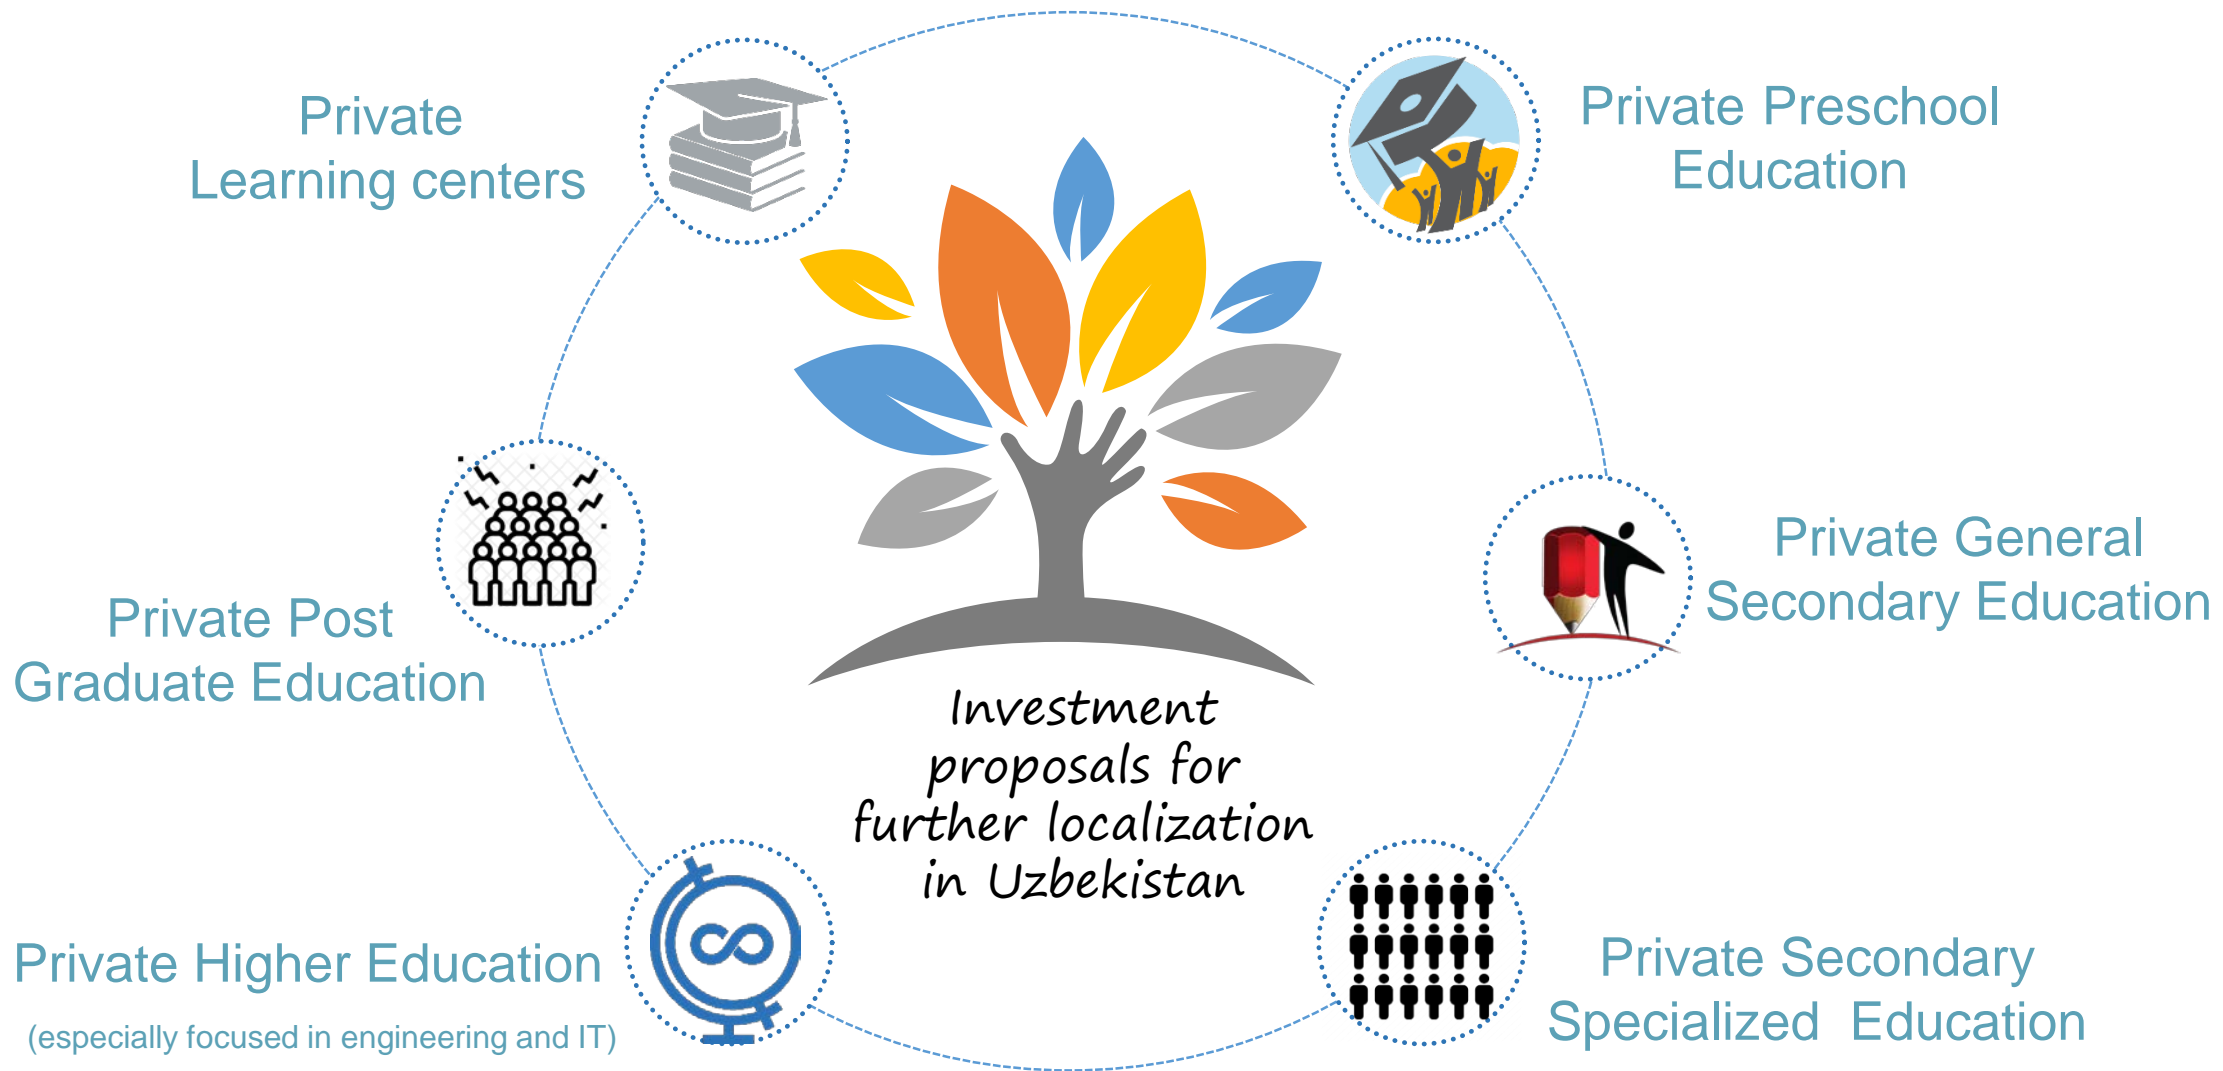 Private
Learning centers
Private Preschool
Education
Private General
Secondary Education
Private Post
Graduate Education
Investment
proposals for
further localization
in Uzbekistan
Private Higher Education
(especially focused in engineering and IT)
Private Secondary
Specialized  Education